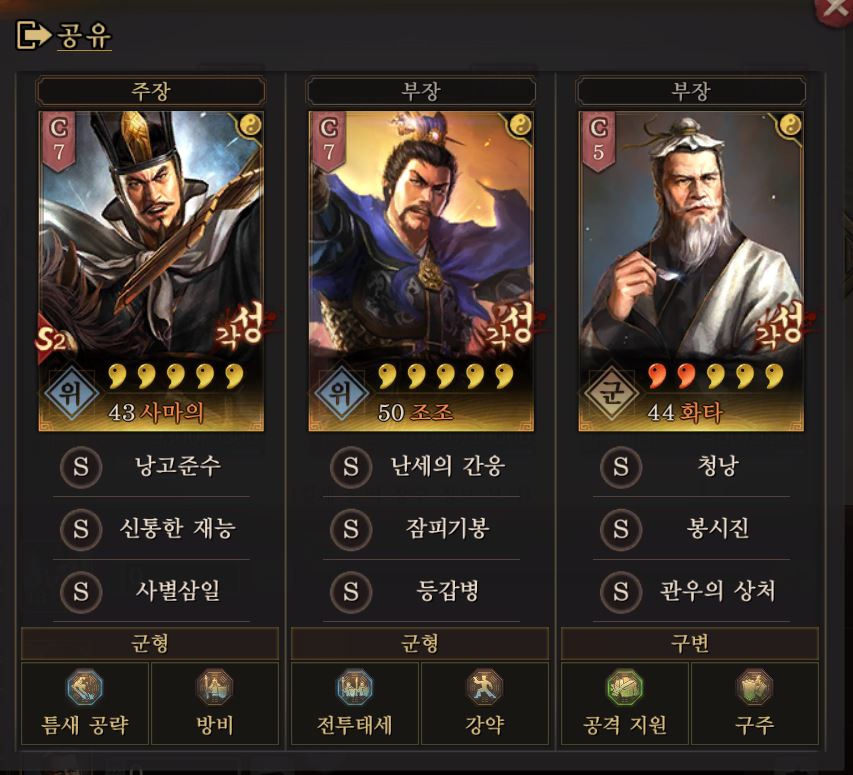 공유
주장
부장
부장
C
7
C
7
C
5
S2
각성
각성
각성
위
43 사마의
위
50 조조
군
44 화타
S 낭고준수
S 난세의 간웅
S 청낭
S 신통한 재능
S 잠피기봉
S 봉시진
S 사별삼일
S 등갑병
S 관우의 상처
군형
군형
구변
틈새 공략
방비
전투태세
강약
공격 지원
구주